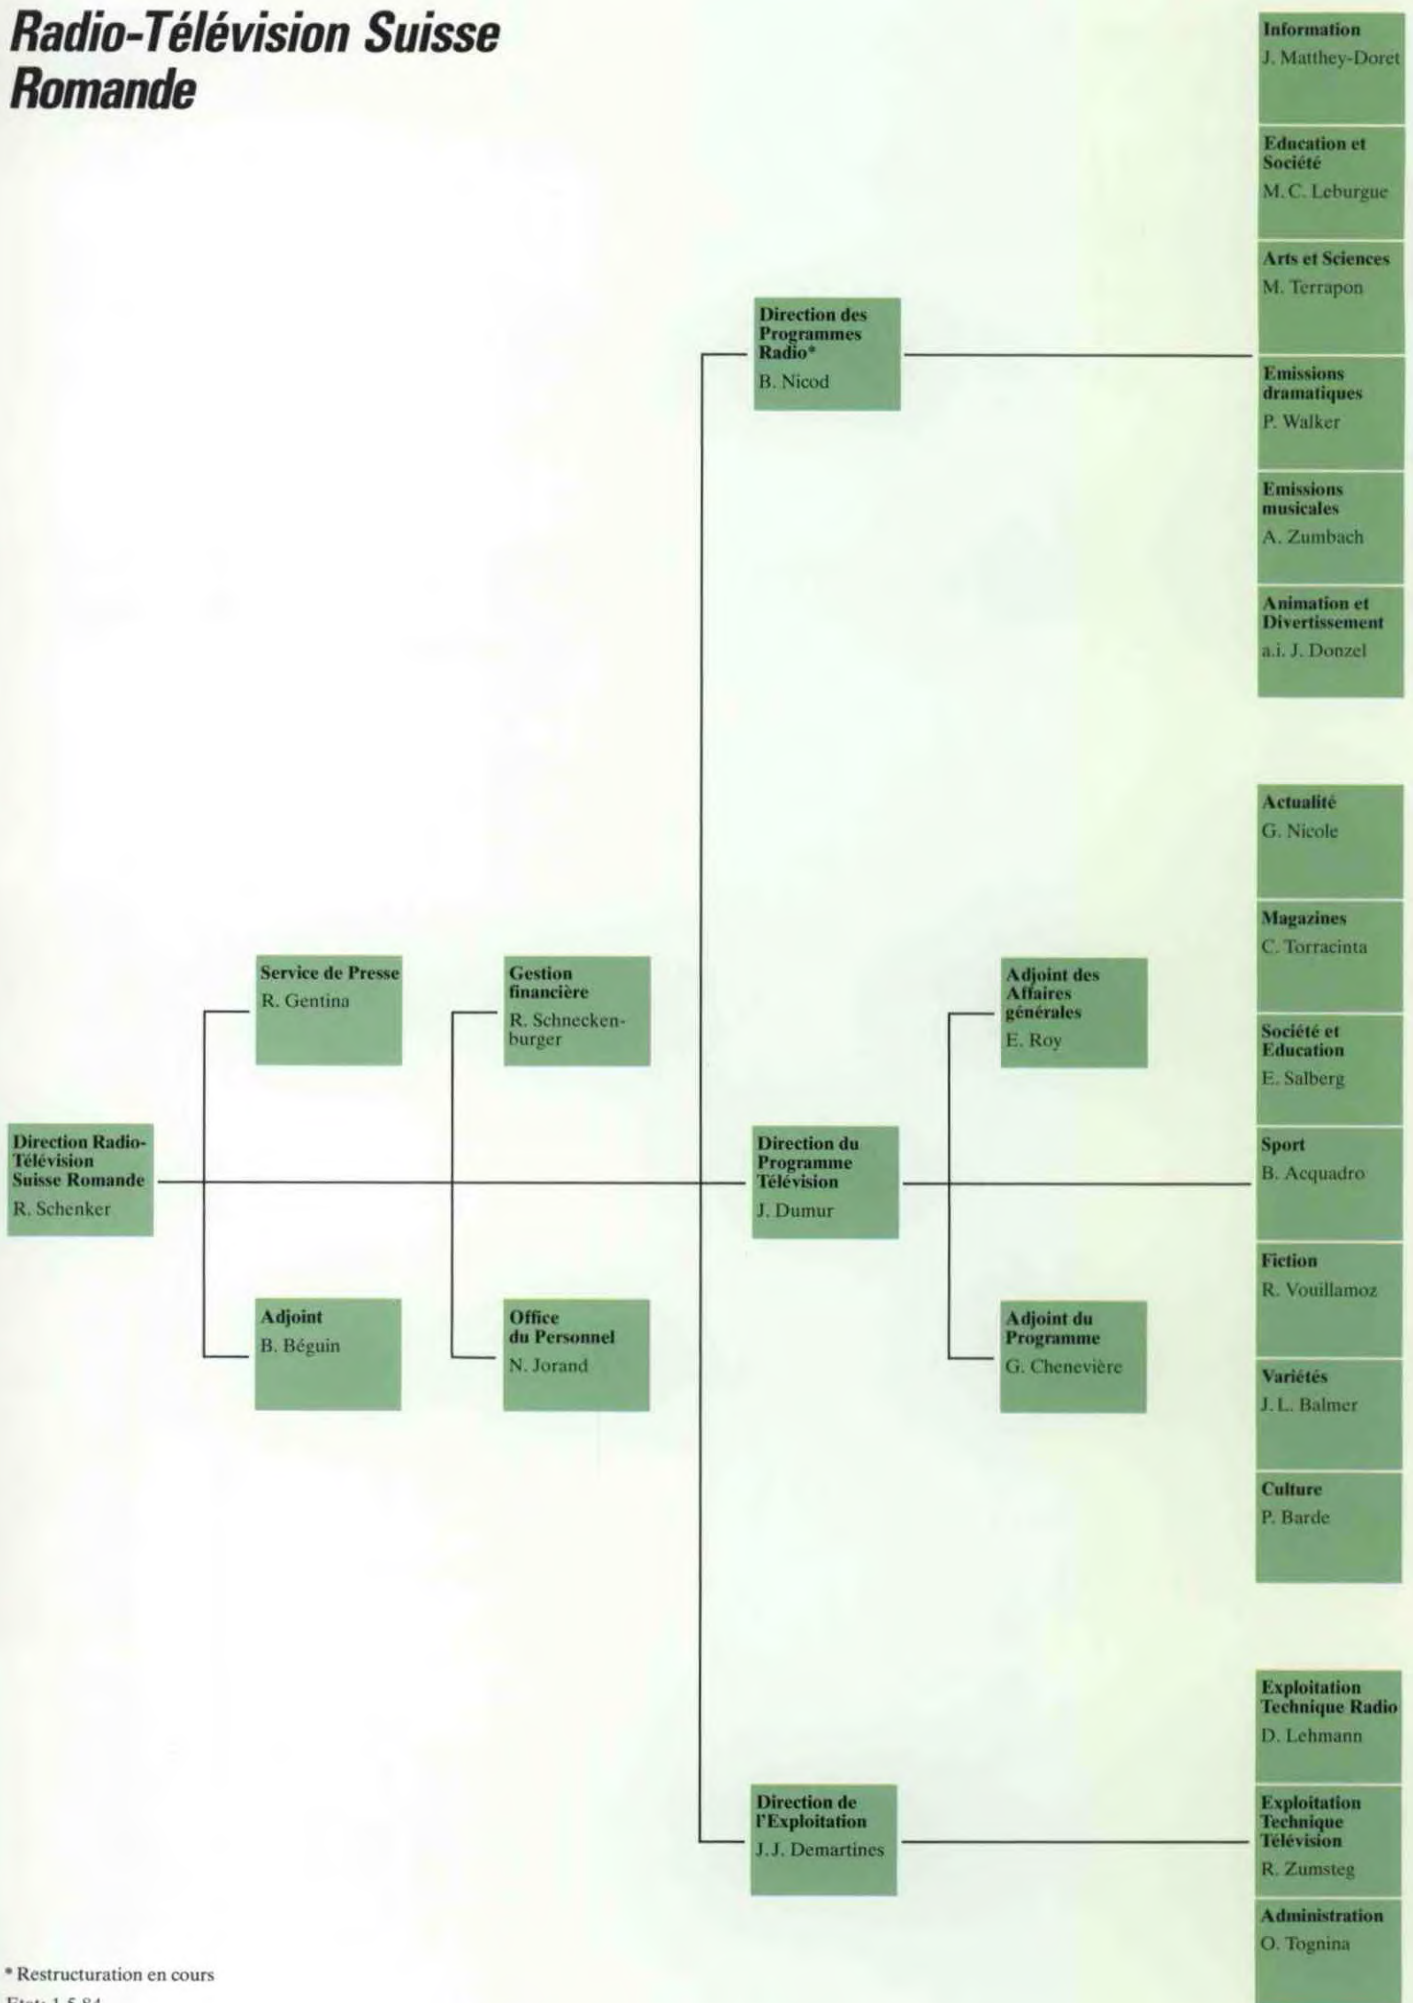 Radio-Télévision Suisse
Romande
Information
J. Matthey-Doret
Education et
Société
M. C. Leburgue
Arts et Sciences
M. Terrapon
Direction des
Programmes
Radio*
B. Nicod
Emissions
dramatiques
P. Walker
Emissions
musicales
A. Zumbach
Animation et
Divertissement
a.i. J. Donzel
Actualité
G. Nicole
Magazines
C. Torracinta
Service de Presse
R. Gentina
Gestion
financière
R. Schnecken-
burger
Adjoint des
Affaires
générales
E. Roy
Société et
Education
E. Salberg
Direction Radio-
Télévision
Suisse Romande
R. Schenker
Direction du
Programme
Télévision
J. Dumur
Sport
B. Acquadro
Fiction
R. Vouillamoz
Adjoint
B. Béguin
Office
du Personnel
N. Jorand
Adjoint du
Programme
G. Chenevière
Variétés
J. L. Balmer
Culture
P. Barde
Exploitation
Technique Radio
D. Lehmann
Direction de
l'Exploitation
J. J. Demartines
Exploitation
Technique
Télévision
R. Zumsteg
Administration
O. Tognina
* Restructuration en cours
Etat: 1.5.84